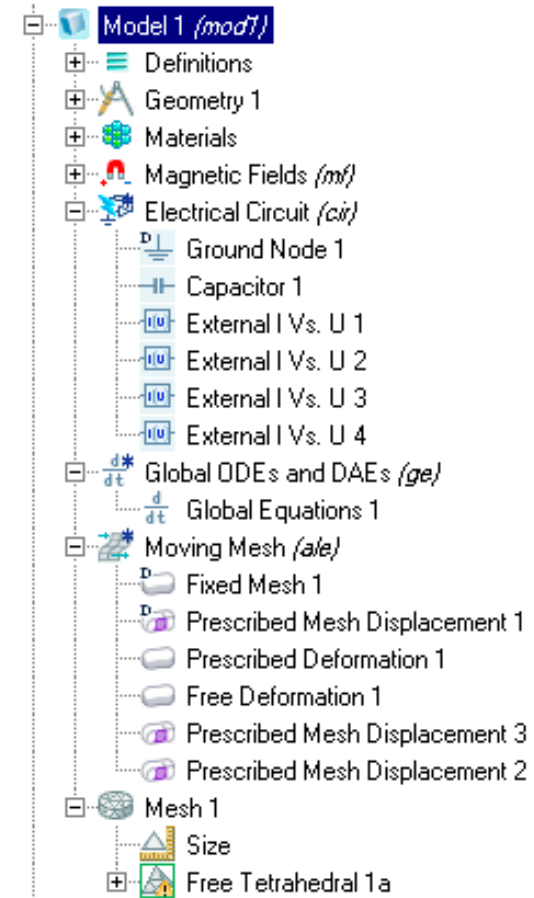 Model 1 (mod1)
Definitions
Geometry 1
Materials
Magnetic Fields (mf)
Electrical Circuit (cir)
Ground Node 1
Capacitor 1
External I Vs. U 1
External I Vs. U 2
External I Vs. U 3
External I Vs. U 4
Global ODEs and DAEs (ge)
Global Equations 1
Moving Mesh (ale)
Fixed Mesh 1
Prescribed Mesh Displacement 1
Prescribed Deformation 1
Free Deformation 1
Prescribed Mesh Displacement 3
Prescribed Mesh Displacement 2
Mesh 1
Size
Free Tetrahedral 1a